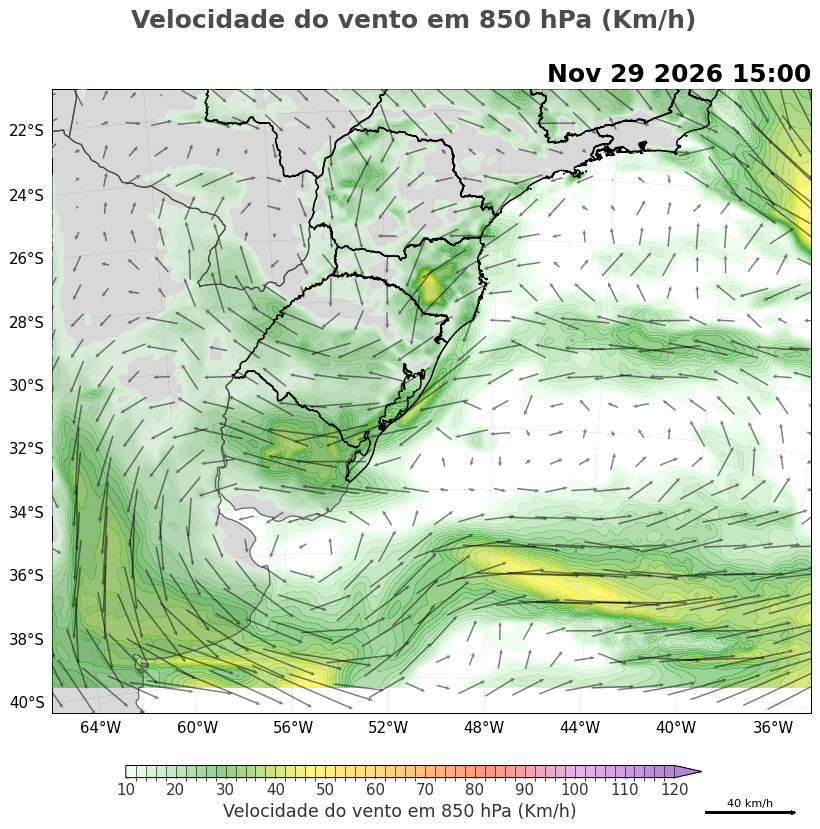 Velocidade do vento em 850 hPa (Km/h)
Nov 29 2026 15:00
22°S
24°S
26°S
28°S
30°S
32°S
34°S
36°S
38°S
40°S
64°W 60°W 56°W 52°W 48°W 44°W 40°W 36°W
10 20 30 40 50 60 70 80 90 100 110 120
Velocidade do vento em 850 hPa (Km/h)
40 km/h